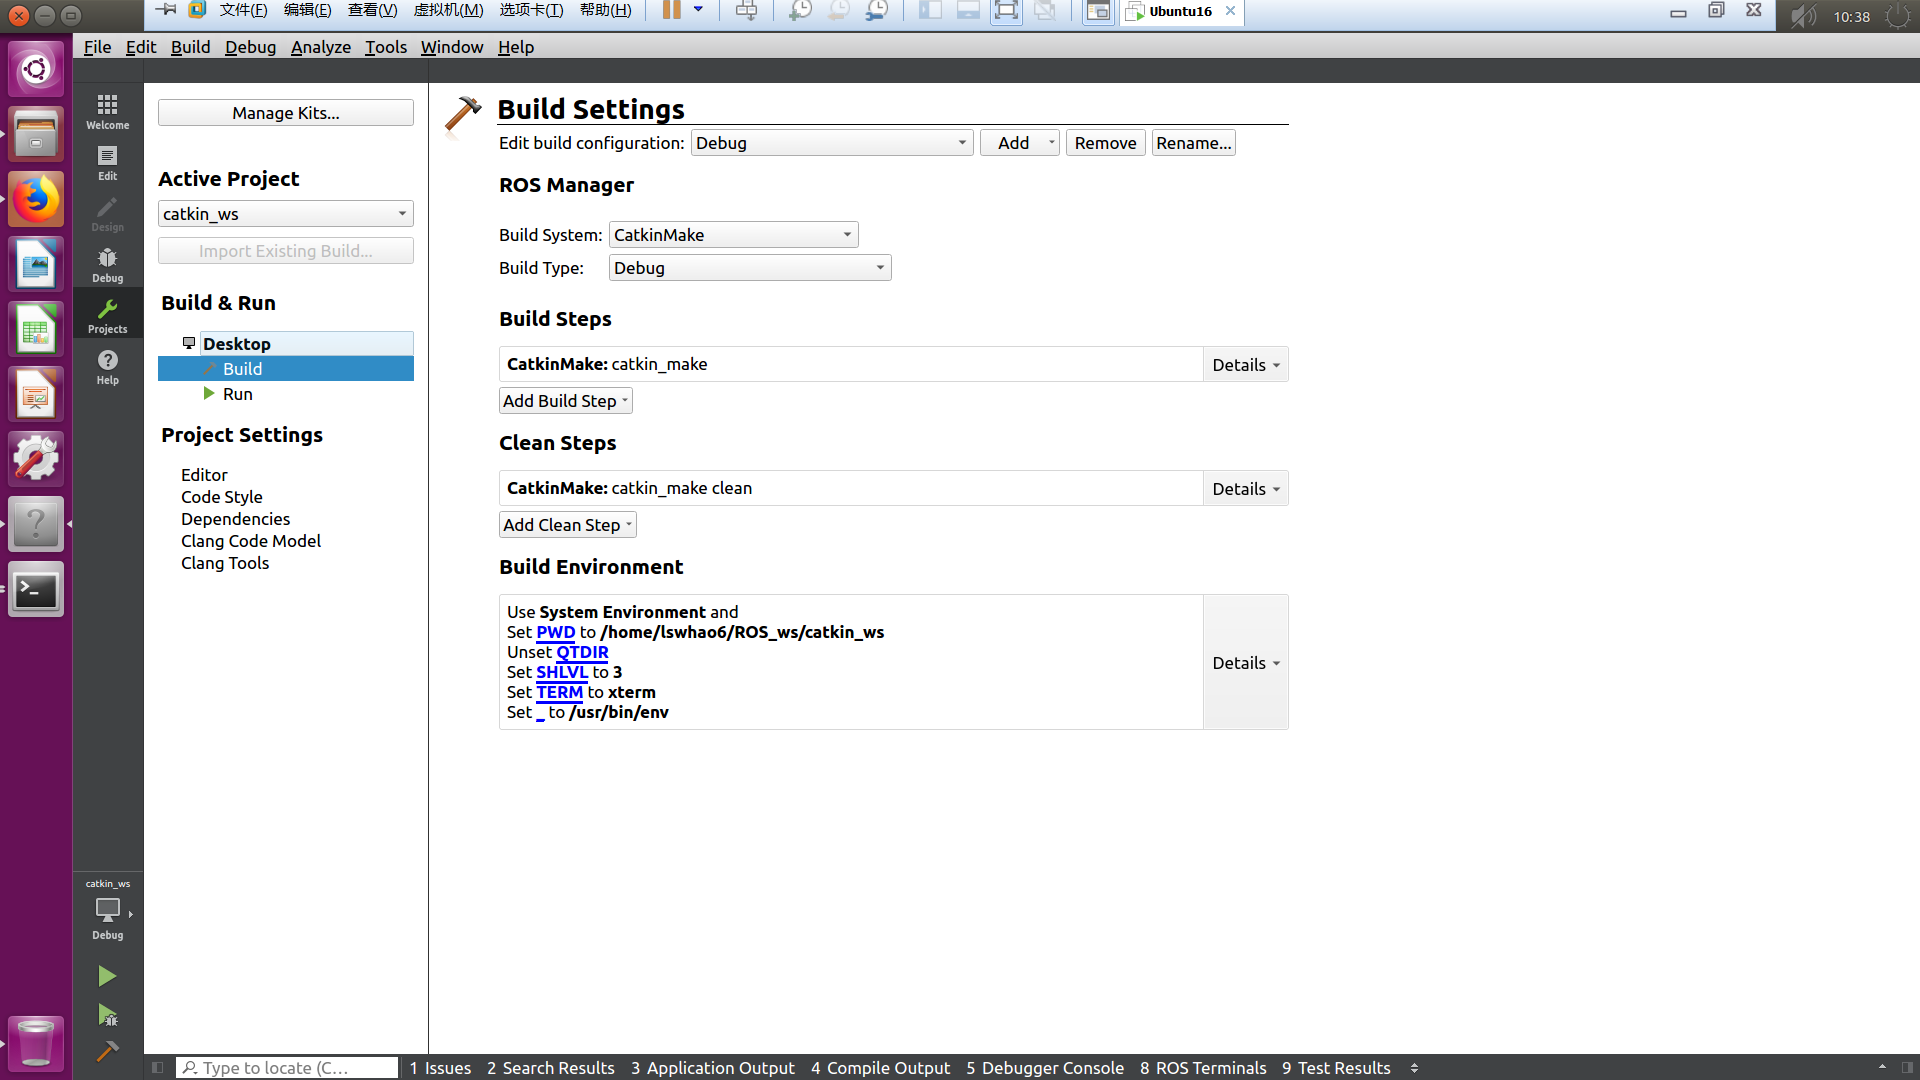 文件(F) 编辑(E) 查看(V) 虚拟机(M) 选项卡(T) 帮助(H) Ubuntu16 10:38
File Edit Build Debug Analyze Tools Window Help
Welcome
Edit
Design
Debug
Projects
Help
Manage Kits...
Active Project
catkin_ws
Import Existing Build...
Build & Run
Desktop
Build
Run
Project Settings
Editor
Code Style
Dependencies
Clang Code Model
Clang Tools
Build Settings
Edit build configuration: Debug Add Remove Rename...
ROS Manager
Build System: CatkinMake
Build Type: Debug
Build Steps
CatkinMake: catkin_make Details
Add Build Step
Clean Steps
CatkinMake: catkin_make clean Details
Add Clean Step
Build Environment
Use System Environment and
Set PWD to /home/lswhao6/ROS_ws/catkin_ws
Unset QTDIR
Set SHLVL to 3
Set TERM to xterm
Set _ to /usr/bin/env
Details
catkin_ws
Debug
Type to locate (C... 1 Issues 2 Search Results 3 Application Output 4 Compile Output 5 Debugger Console 8 ROS Terminals 9 Test Results